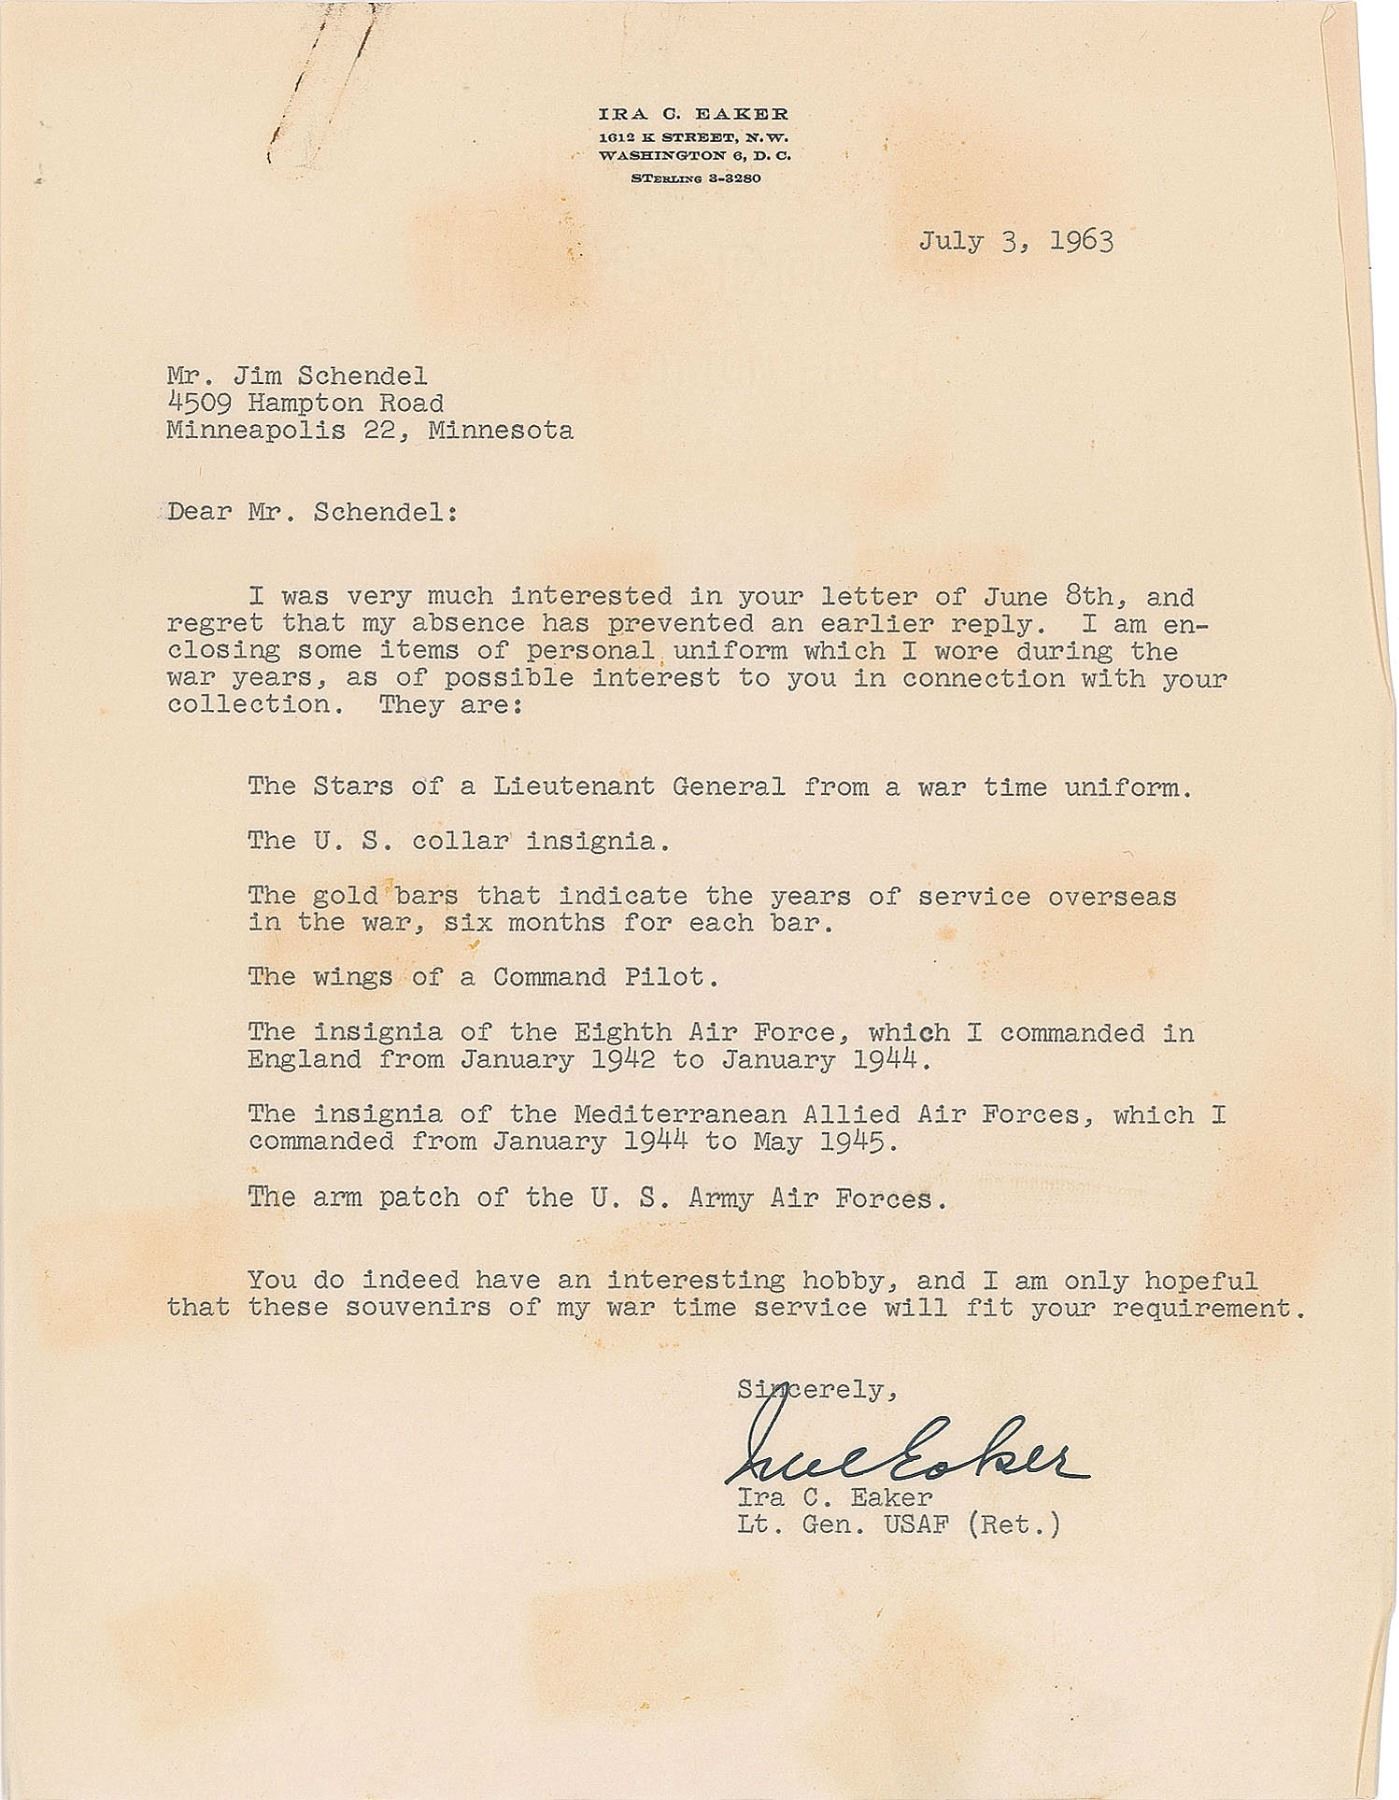 IRA C. EAKER
1612 K STREET, N.W.
WASHINGTON 6, D. C.
STERLING 3-3280
July 3, 1963
Mr. Jim Schendel
4509 Hampton Road
Minneapolis 22, Minnesota
Dear Mr. Schendel:
I was very much interested in your letter of June 8th, and
regret that my absence has prevented an earlier reply. I am en-
closing some items of personal uniform which I wore during the
war years, as of possible interest to you in connection with your
collection. They are:
The Stars of a Lieutenant General from a war time uniform.
The U. S. collar insignia.
The gold bars that indicate the years of service overseas
in the war, six months for each bar.
The wings of a Command Pilot.
The insignia of the Eighth Air Force, which I commanded in
England from January 1942 to January 1944.
The insignia of the Mediterranean Allied Air Forces, which I
commanded from January 1944 to May 1945.
The arm patch of the U. S. Army Air Forces.
You do indeed have an interesting hobby, and I am only hopeful
that these souvenirs of my war time service will fit your requirement.
Sincerely,
Ira C Eaker
Ira C. Eaker
Lt. Gen. USAF (Ret.)